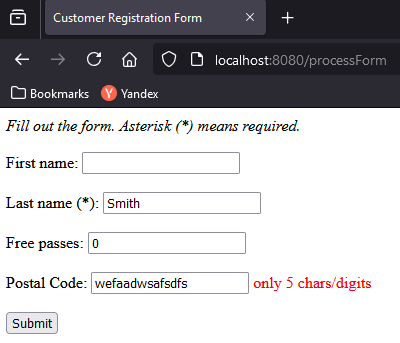 Customer Registration Form
localhost:8080/processForm
Bookmarks Yandex
Fill out the form. Asterisk (*) means required.
First name:
Last name (*): Smith
Free passes: 0
Postal Code: wefaadwsafsdfs only 5 chars/digits
Submit